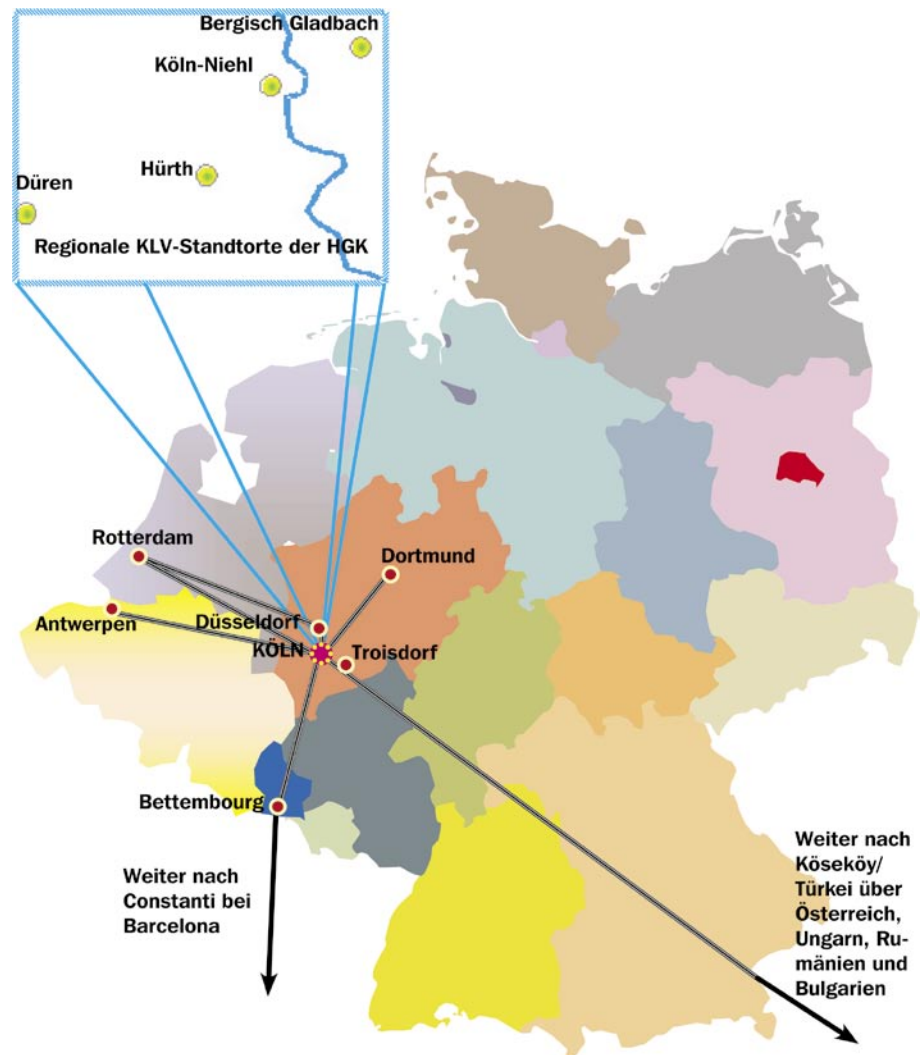 Bergisch Gladbach
Köln-Niehl
Hürth
Düren
Regionale KLV-Standtorte der HGK
Rotterdam
Dortmund
Antwerpen
Düsseldorf
KÖLN
Troisdorf
Bettembourg
Weiter nach
Constanti bei
Barcelona
Weiter nach
Köseköy/
Türkei über
Österreich,
Ungarn, Ru-
mänien und
Bulgarien